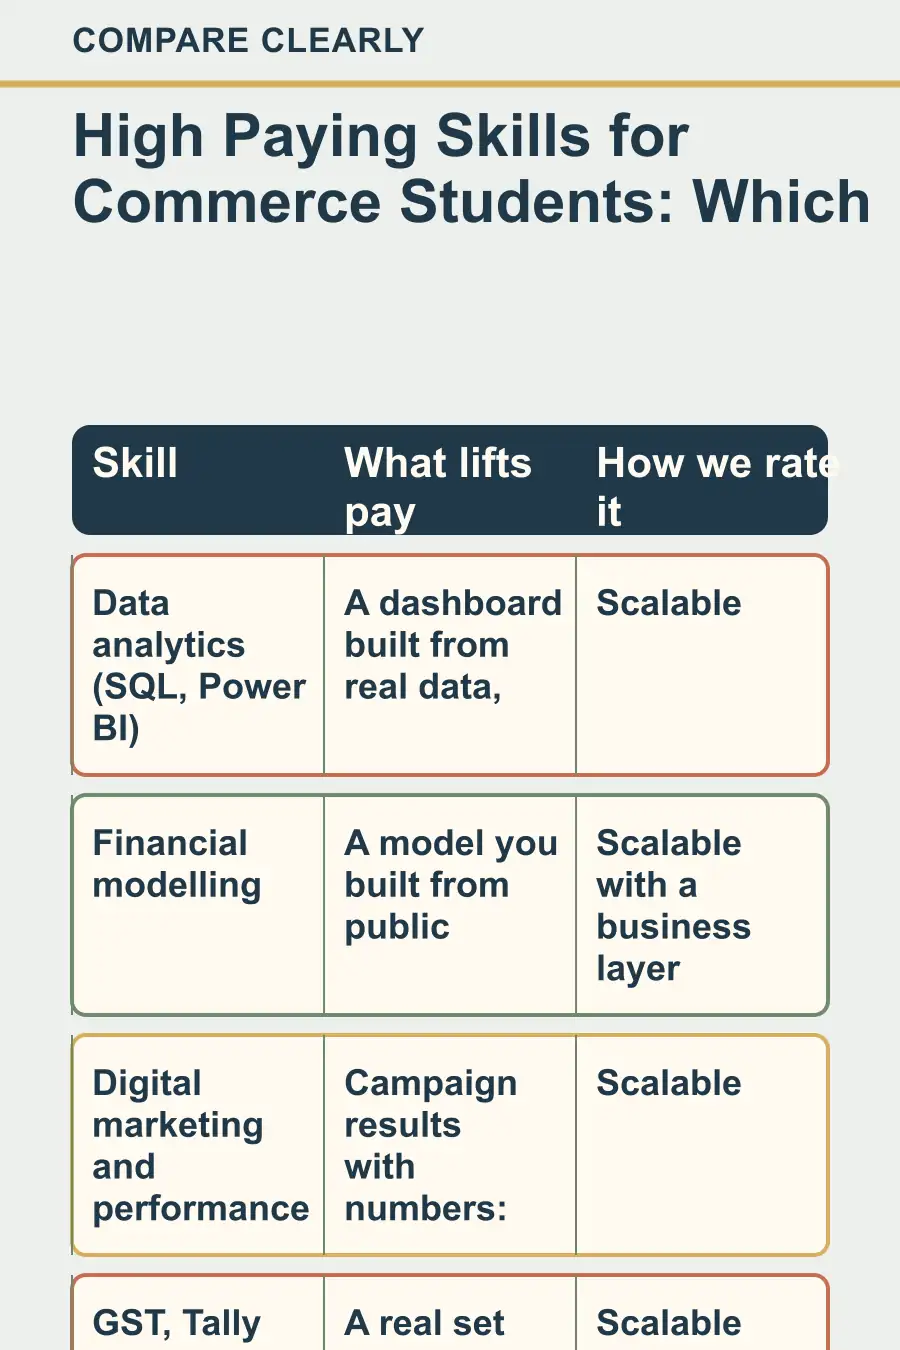 COMPARE CLEARLY
High Paying Skills for
Commerce Students: Which
Skill
What lifts
pay
How we rate
it
Data
analytics
(SQL, Power
BI)
A dashboard
built from
real data,
Scalable
Financial
modelling
A model you
built from
public
Scalable
with a
business
layer
Digital
marketing
and
performance
Campaign
results
with
numbers:
Scalable
GST, Tally
A real set
Scalable